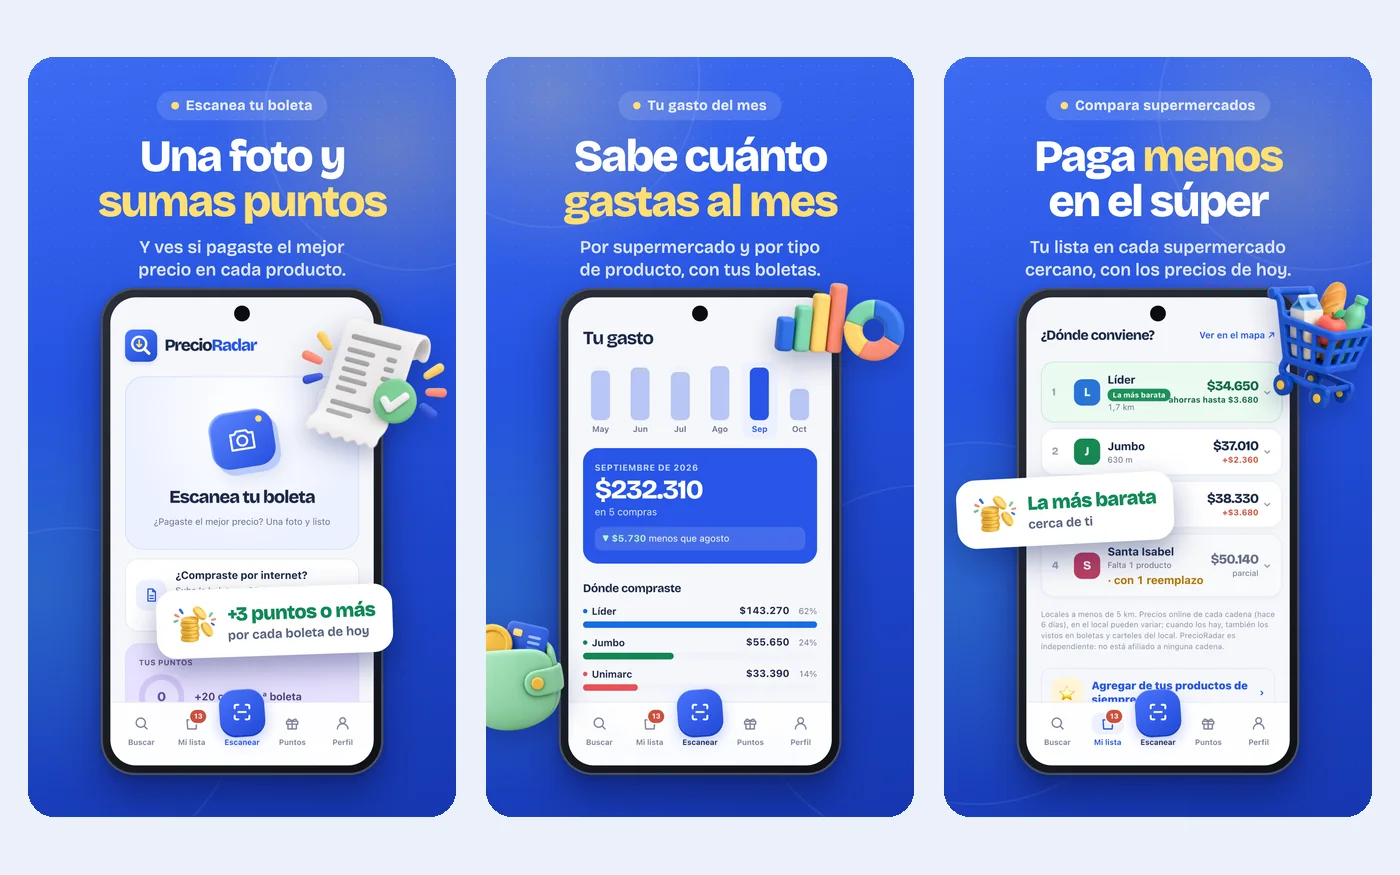 Escanea tu boleta
Una foto y
sumas puntos
Y ves si pagaste el mejor
precio en cada producto.
PrecioRadar
Escanea tu boleta
¿Pagaste el mejor precio? Una foto y listo
¿Compraste por internet?
+3 puntos o más
por cada boleta de hoy
TUS PUNTOS
0
+20
boleta
13
Buscar
Mi lista
Escanear
Puntos
Perfil
Tu gasto del mes
Sabe cuánto
gastas al mes
Por supermercado y por tipo
de producto, con tus boletas.
Tu gasto
May Jun Jul Ago Sep Oct
SEPTIEMBRE DE 2026
$232.310
en 5 compras
▼ $5.730 menos que agosto
Dónde compraste
Líder $143.270 62%
Jumbo $55.650 24%
Unimarc $33.390 14%
13
Buscar
Mi lista
Escanear
Puntos
Perfil
Compara supermercados
Paga menos
en el súper
Tu lista en cada supermercado
cercano, con los precios de hoy.
¿Dónde conviene?
Ver en el mapa ↗
1 L Líder $34.650
La más barata ahorras hasta $3.680
1,7 km
2 J Jumbo $37.010
630 m +$2.360
$38.330
+$3.680
La más barata
cerca de ti
4 S Santa Isabel $50.140
Falta 1 producto parcial
· con 1 reemplazo
Locales a menos de 5 km. Precios online de cada cadena (hace
6 días), en el local pueden variar; cuando los hay, también los
vistos en boletas y carteles del local. PrecioRadar es
independiente: no está afiliado a ninguna cadena.
Agregar de tus productos de
siempre
13
Buscar
Mi lista
Escanear
Puntos
Perfil